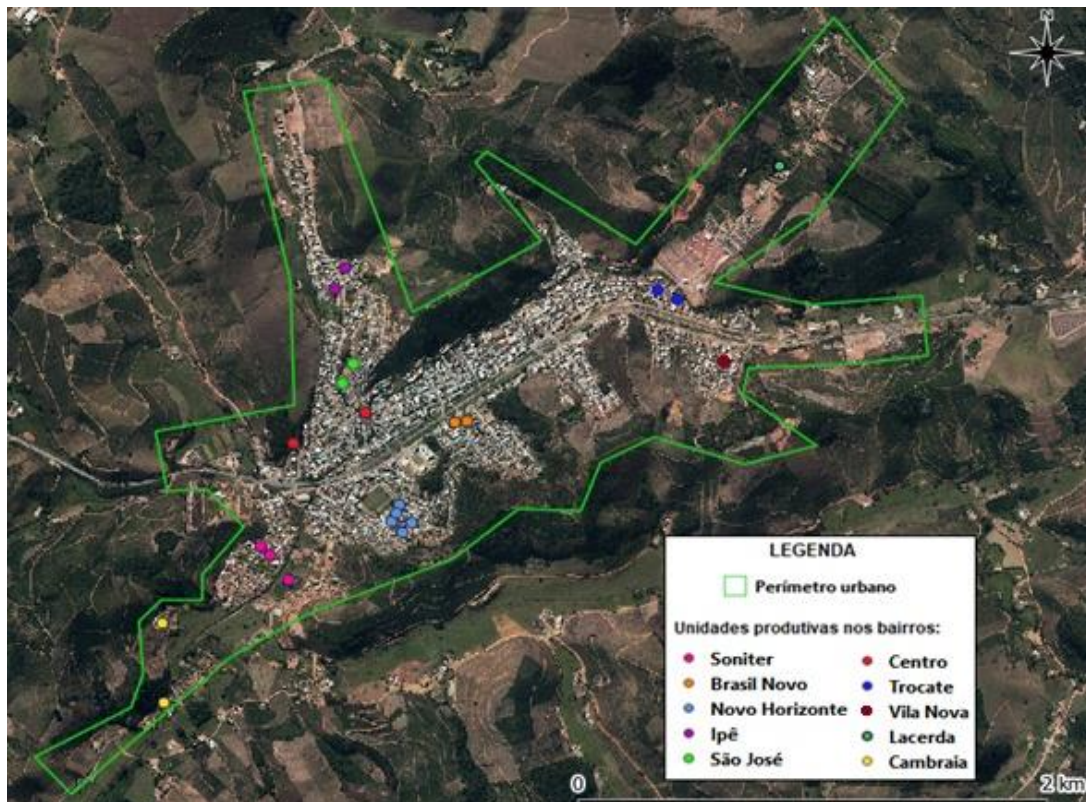 N
LEGENDA
Perímetro urbano
Unidades produtivas nos bairros:
Soniter
Brasil Novo
Novo Horizonte
Ipê
São José
Centro
Trocate
Vila Nova
Lacerda
Cambraia
0 2 km